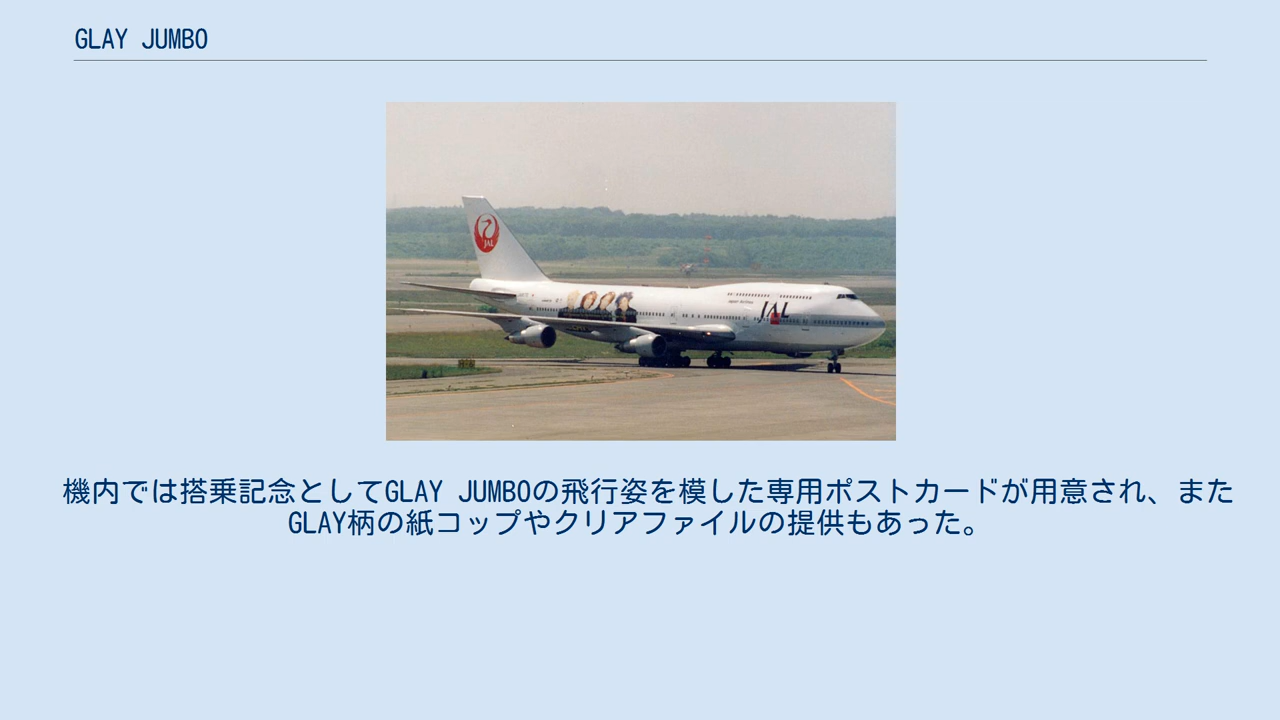 GLAY JUMBO
JAL
JAL
機内では搭乗記念としてGLAY JUMBOの飛行姿を模した専用ポストカードが用意され、また
GLAY柄の紙コップやクリアファイルの提供もあった。